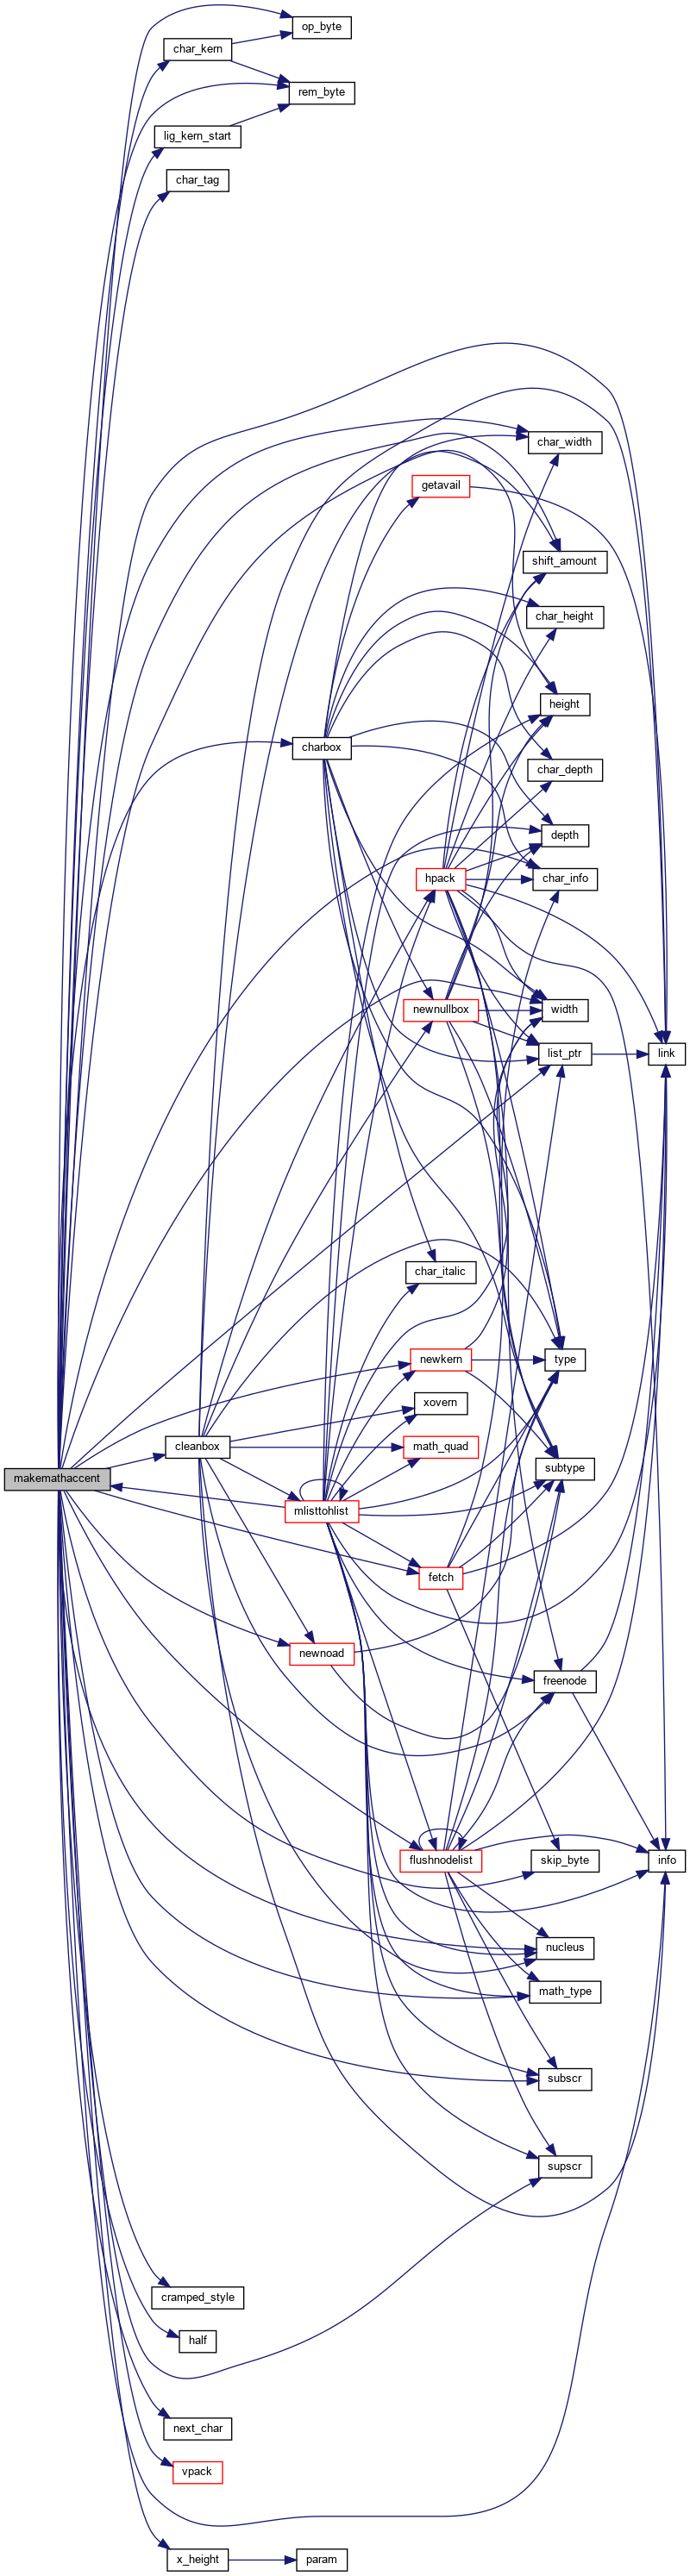 op_byte
char_kern
rem_byte
lig_kern_start
char_tag
char_width
getavail
shift_amount
char_height
height
charbox
char_depth
depth
hpack
char_info
newnullbox
width
list_ptr
link
char_italic
newkern
type
xovern
cleanbox
math_quad
subtype
makemathaccent
mlisttohlist
fetch
newnoad
freenode
flushnodelist
skip_byte
info
nucleus
math_type
subscr
supscr
cramped_style
half
next_char
vpack
x_height
param